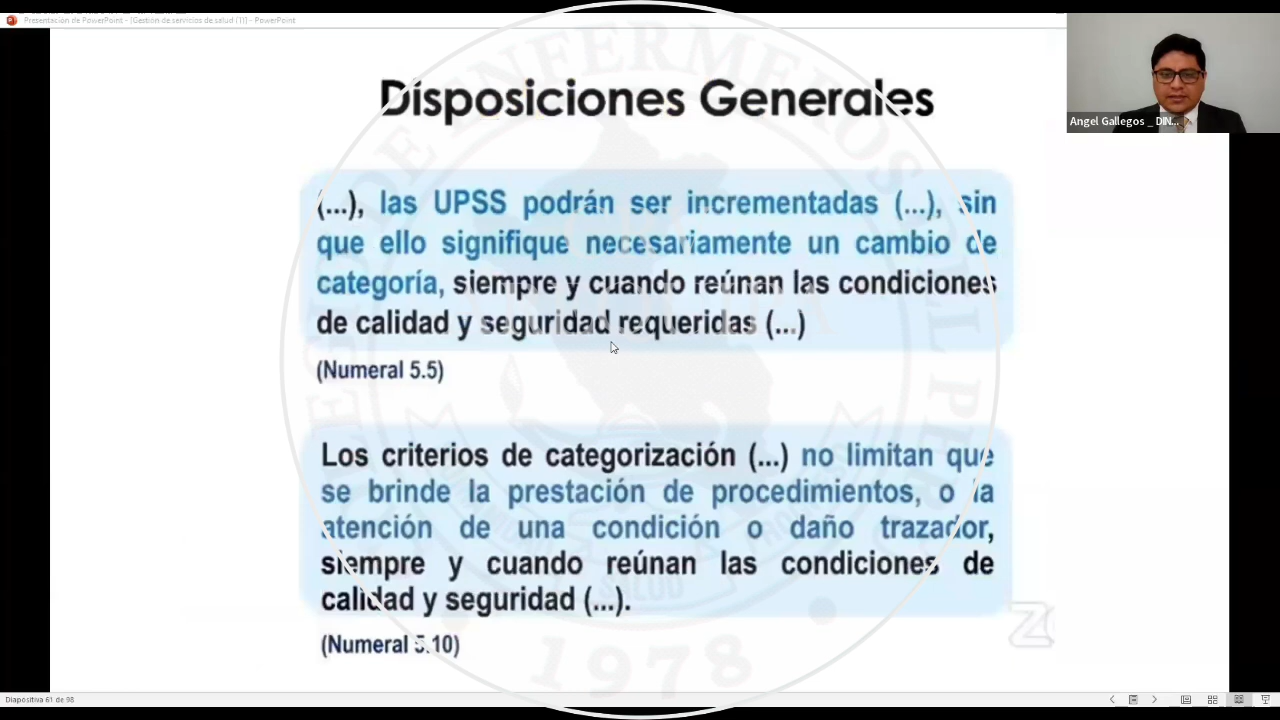 Presentación de PowerPoint - [Gestión de servicios de salud (11] - PowerPoint
Angel Gallegos _ DIN...
Disposiciones Generales
(...), las UPSS podrán ser incrementadas (...), sin
que ello signifique necesariamente un cambio de
categoría, siempre y cuando reúnan las condiciones
de calidad y seguridad requeridas (...)
(Numeral 5.5)
Los criterios de categorización (...) no limitan que
se brinde la prestación de procedimientos, o la
atención de una condición o daño trazador,
siempre y cuando reúnan las condiciones de
calidad y seguridad (...).
(Numeral 5.10)
SALUD
1978
Diapositiva 61 de 98